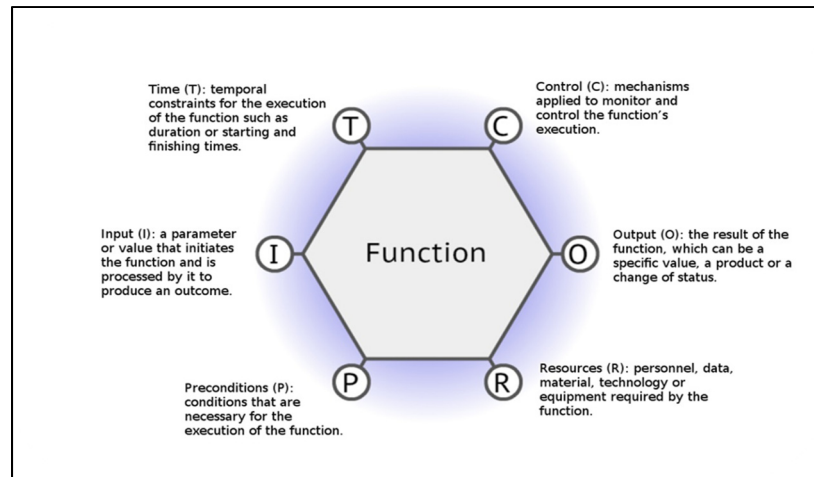 Time (T): temporal
constraints for the execution
of the function such as
duration or starting and
finishing times.
Control (C): mechanisms
applied to monitor and
control the function's
execution.
T
C
Input (I): a parameter
or value that initiates
the function and is
processed by it to
produce an outcome.
I
Function
O
Output (O): the result of the
function, which can be a
specific value, a product or a
change of status.
Preconditions (P):
conditions that are
necessary for the
execution of the function.
P
R
Resources (R): personnel, data,
material, technology or
equipment required by the
function.